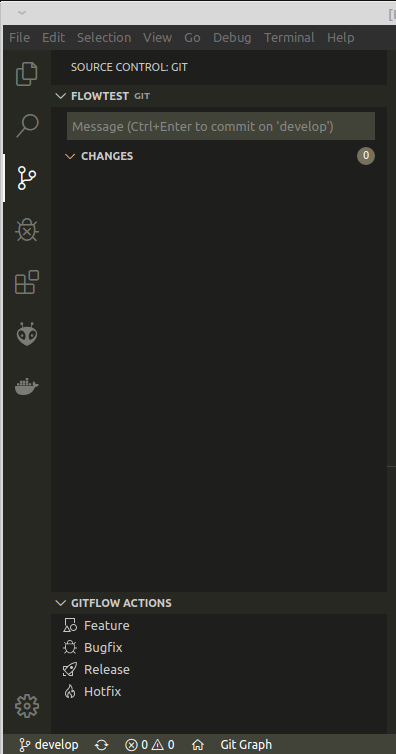 File Edit Selection View Go Debug Terminal Help
SOURCE CONTROL: GIT
FLOWTEST GIT
Message (Ctrl+Enter to commit on 'develop')
CHANGES 0
GITFLOW ACTIONS
Feature
Bugfix
Release
Hotfix
develop 0 0 Git Graph